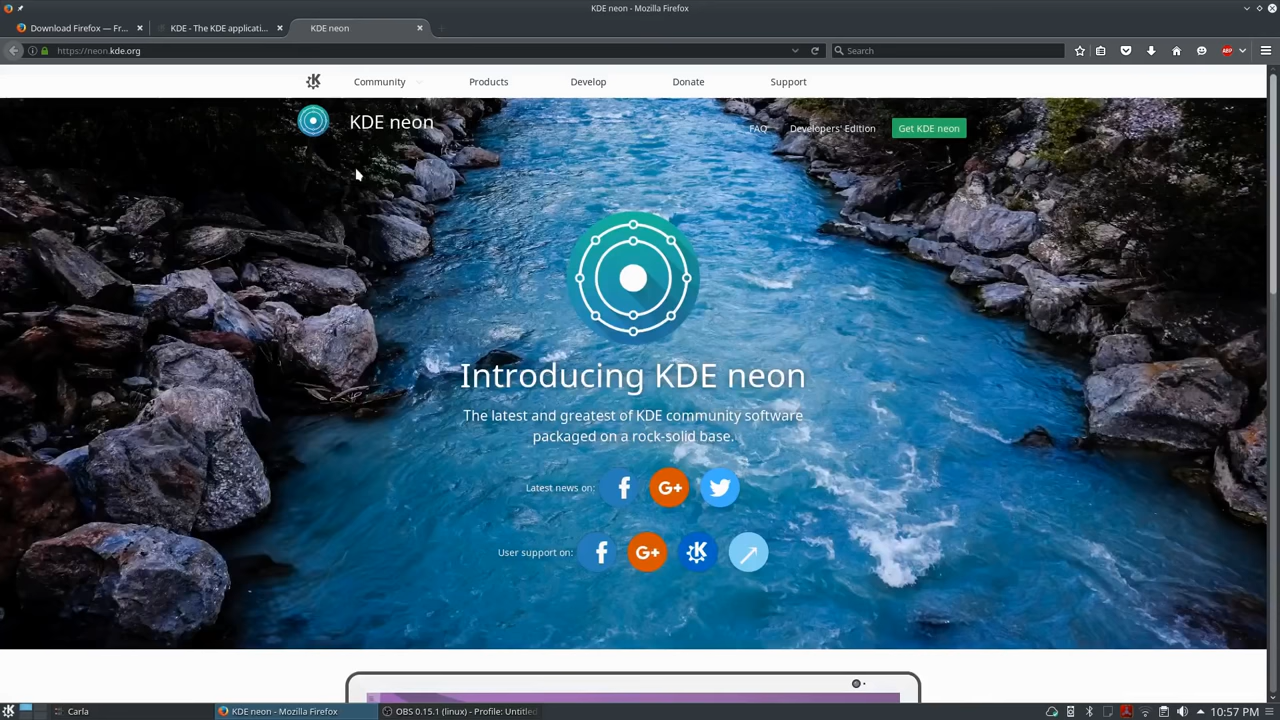 KDE neon - Mozilla Firefox
Download Firefox — Fr...
KDE - The KDE applicati...
KDE neon
https://neon.kde.org
Search
ABP
Community
Products
Develop
Donate
Support
KDE neon
FAQ
Developers' Edition
Get KDE neon
Introducing KDE neon
The latest and greatest of KDE community software
packaged on a rock-solid base.
Latest news on:
G+
User support on:
G+
Carla
KDE neon - Mozilla Firefox
OBS 0.15.1 (linux) - Profile: Untitled
10:57 PM